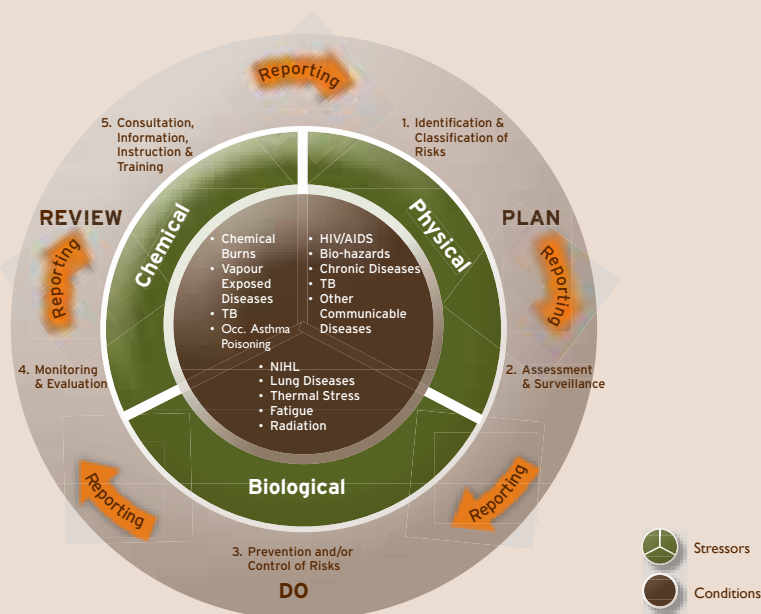 Reporting
5. Consultation,
Information,
Instruction &
Training
1. Identification &
Classification of
Risks
REVIEW
PLAN
Chemical
Physical
Reporting
Reporting
• Chemical
Burns
• Vapour
Exposed
Diseases
• TB
• Occ. Asthma
Poisoning
• HIV/AIDS
• Bio-hazards
• Chronic Diseases
• TB
• Other
Communicable
Diseases
• NIHL
• Lung Diseases
• Thermal Stress
• Fatigue
• Radiation
4. Monitoring
& Evaluation
2. Assessment
& Surveillance
Biological
Reporting
Reporting
3. Prevention and/or
Control of Risks
DO
Stressors
Conditions